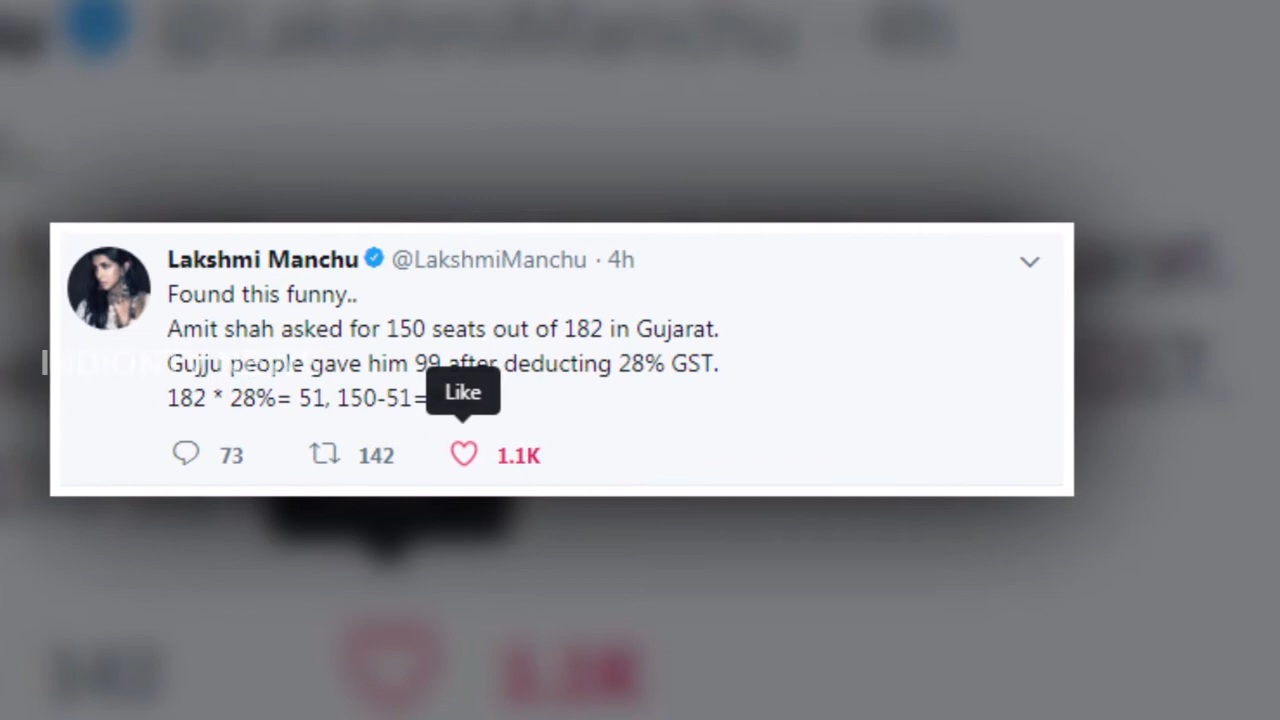 Lakshmi Manchu @LakshmiManchu · 4h
Found this funny..
Amit shah asked for 150 seats out of 182 in Gujarat.
Gujju people gave him 99 after deducting 28% GST.
182 * 28%= 51, 150-51=
Like
73 142 1.1K